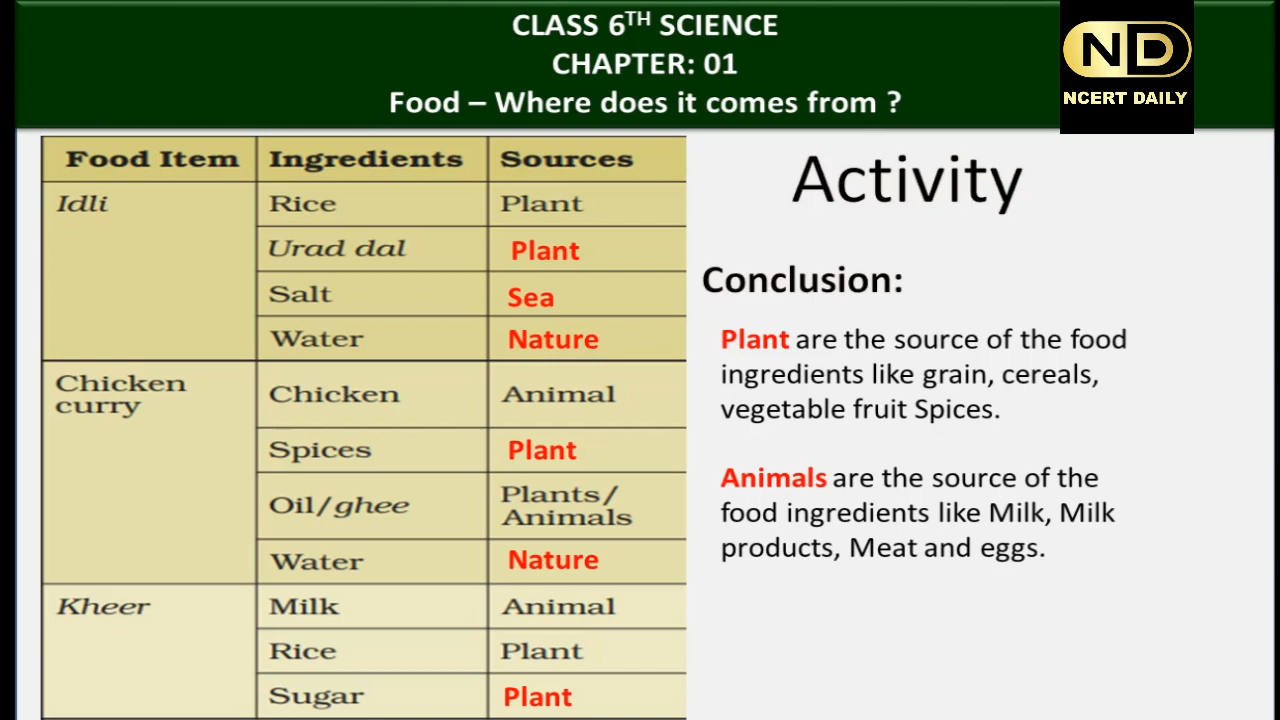 CLASS 6TH SCIENCE
CHAPTER: 01
Food – Where does it comes from ?
ND
NCERT DAILY
Food Item Ingredients Sources
Idli Rice Plant
Urad dal Plant
Salt Sea
Water Nature
Chicken curry Chicken Animal
Spices Plant
Oil/ghee Plants/
Animals
Water Nature
Kheer Milk Animal
Rice Plant
Sugar Plant
Activity
Conclusion:
Plant are the source of the food
ingredients like grain, cereals,
vegetable fruit Spices.
Animals are the source of the
food ingredients like Milk, Milk
products, Meat and eggs.